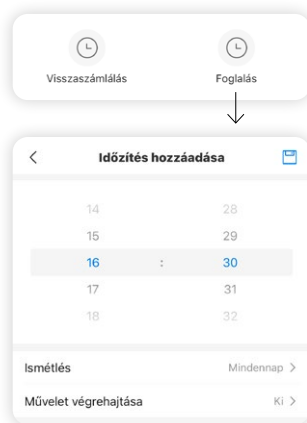 Visszaszámlálás Foglalás
Időzítés hozzáadása
14 28
15 29
16 : 30
17 31
18 32
Ismétlés Mindennap >
Művelet végrehajtása Ki >